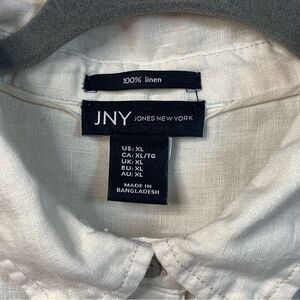 100% linen
JNY JONES NEW YORK
US: XL
CA: XL/TG
UK: XL
EU: XL
AU: XL
MADE IN
BANGLADESH